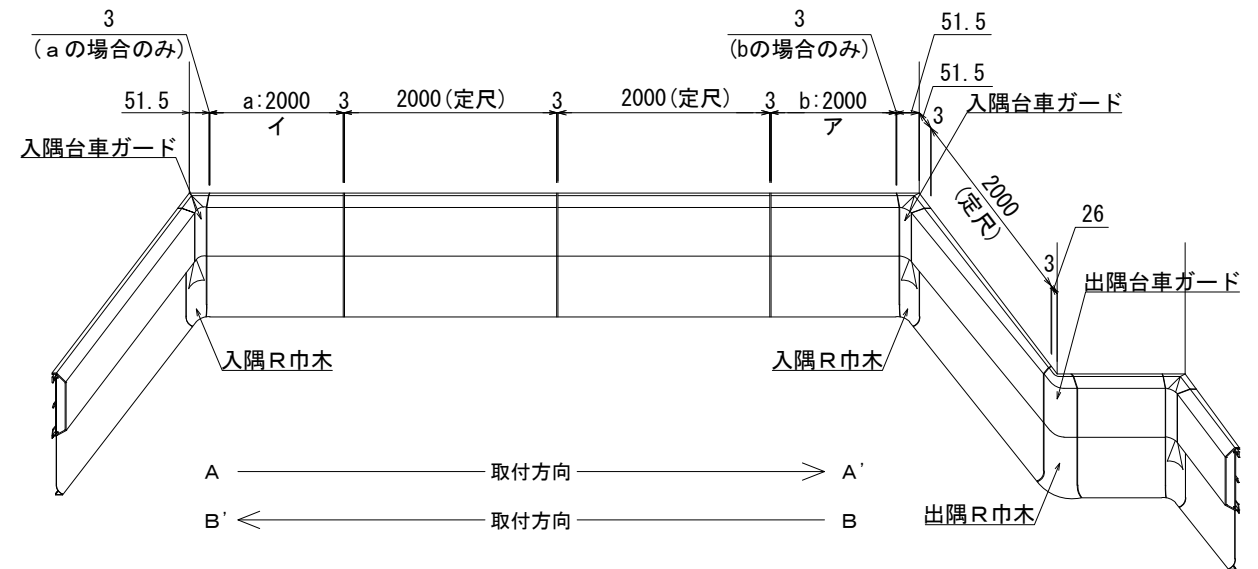 3
(aの場合のみ)
3
(bの場合のみ)
51.5
51.5
51.5
a:2000
イ
3
2000(定尺)
3
2000(定尺)
3
b:2000
ア
3
入隅台車ガード
入隅台車ガード
2000
(定尺)
26
3
出隅台車ガード
入隅R巾木
入隅R巾木
A
取付方向
A'
B'
取付方向
B
出隅R巾木